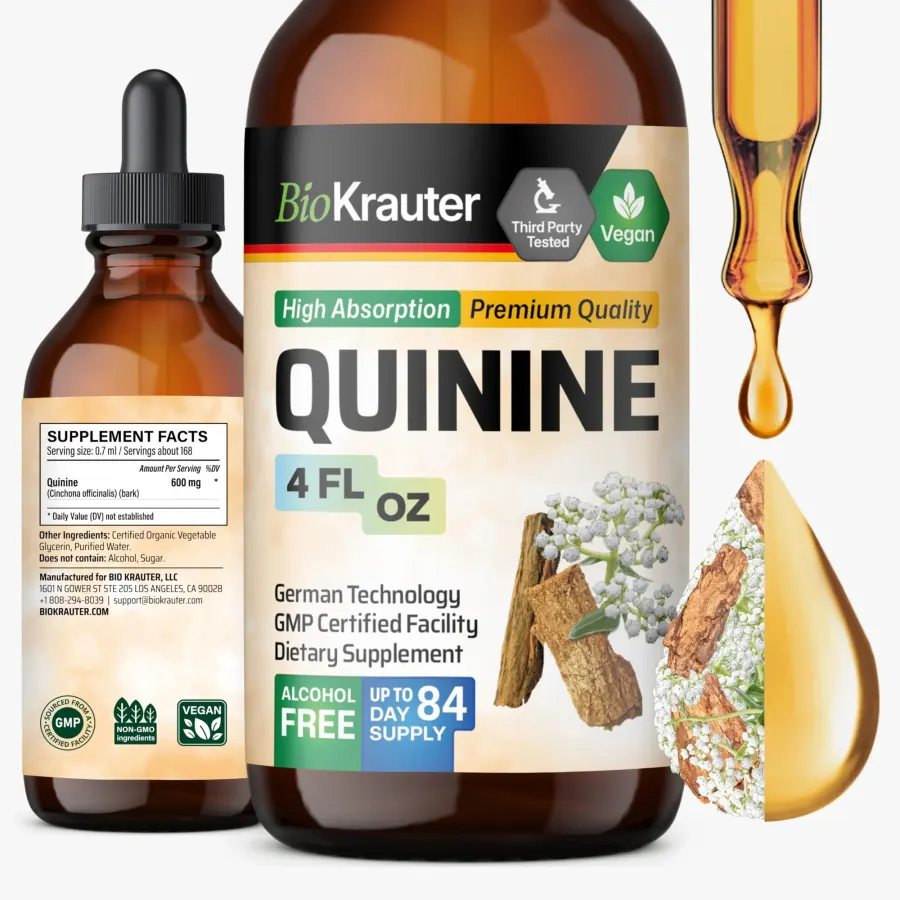 BioKrauter
Third Party
Tested
Vegan
High Absorption Premium Quality
QUININE
4 FL
OZ
German Technology
GMP Certified Facility
Dietary Supplement
ALCOHOL
FREE
UP TO
DAY 84
SUPPLY
SUPPLEMENT FACTS
Serving size: 0.7 ml / Servings about 168
Amount Per Serving %DV
Quinine 600 mg *
(Cinchona officinalis) (bark)
* Daily Value (DV) not established
Other Ingredients: Certified Organic Vegetable
Glycerin, Purified Water.
Does not contain: Alcohol, Sugar.
Manufactured for BIO KRAUTER, LLC
1601 N GOWER ST STE 205 LOS ANGELES, CA 90028
+1 808-294-8039 | support@biokrauter.com
BIOKRAUTER.COM
SOURCED FROM A
GMP
CERTIFIED FACILITY
NON-GMO
ingredients
VEGAN